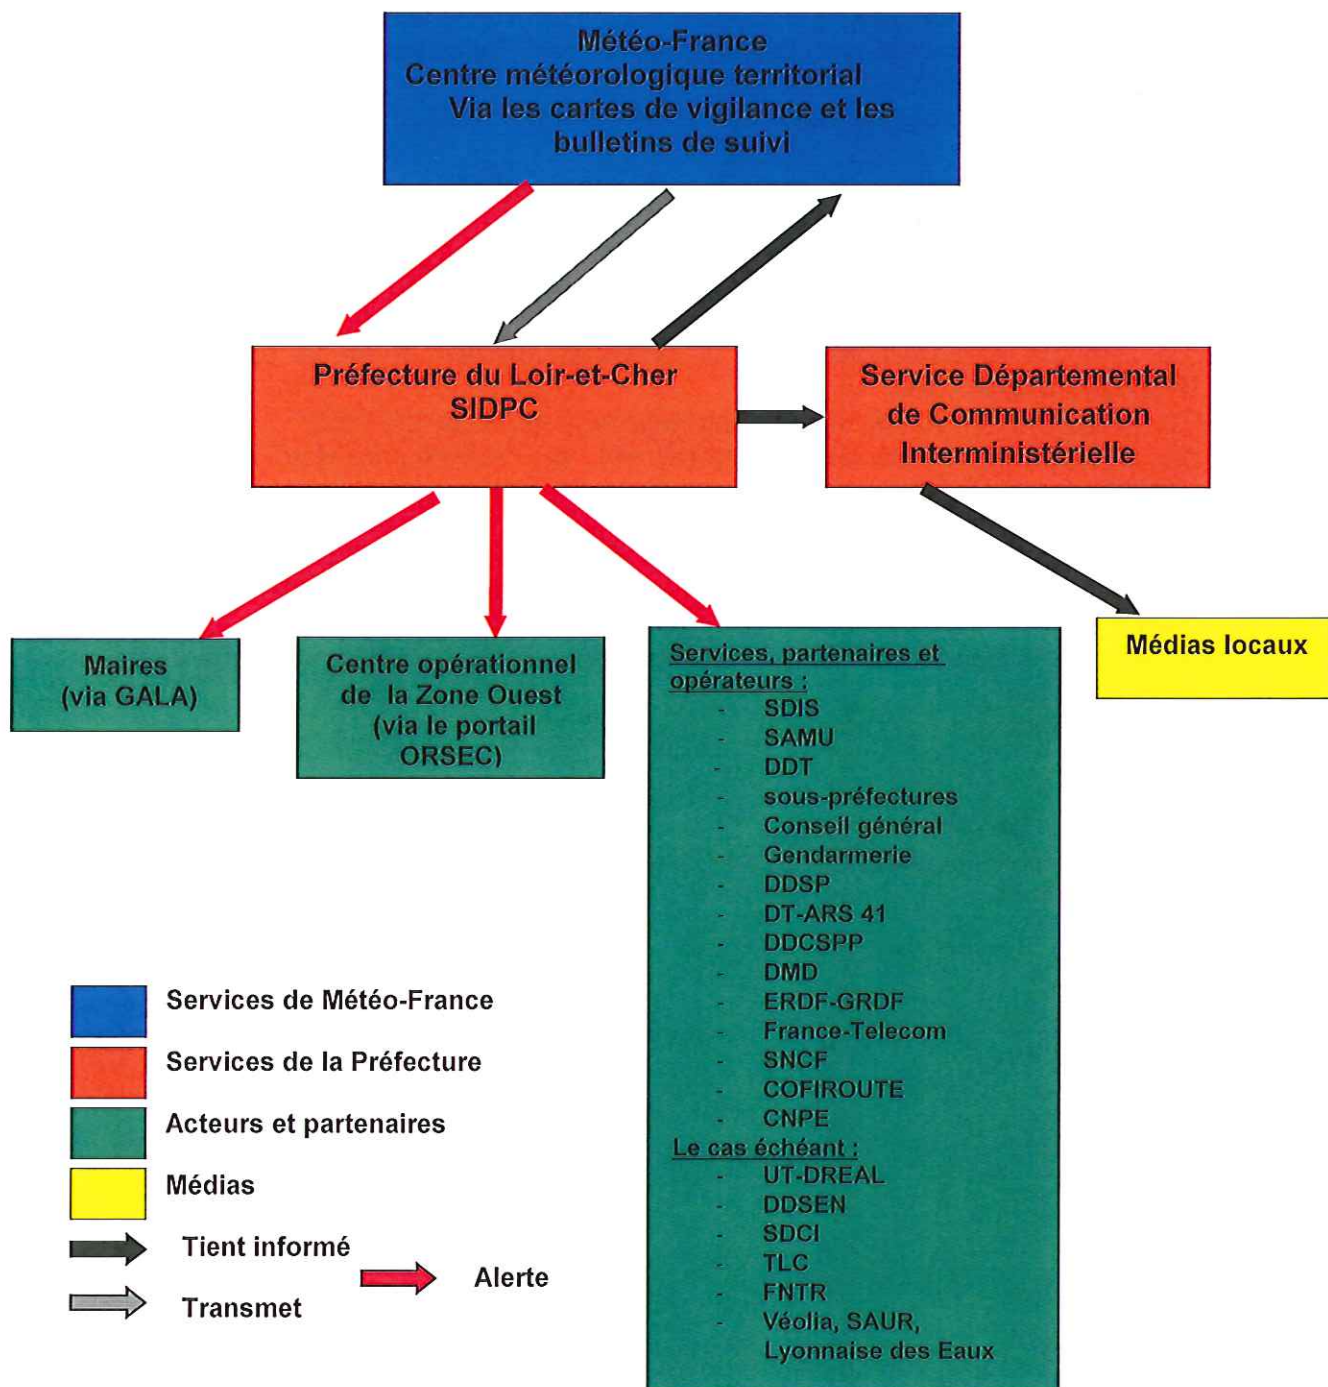 Météo-France
Centre météorologique territorial
Via les cartes de vigilance et les
bulletins de suivi
Préfecture du Loir-et-Cher
SIDPC
Service Départemental
de Communication
Interministérielle
Maires
(via GALA)
Centre opérationnel
de la Zone Ouest
(via le portail
ORSEC)
Services, partenaires et
opérateurs :
- SDIS
- SAMU
- DDT
- sous-préfectures
- Conseil général
- Gendarmerie
- DDSP
- DT-ARS 41
- DDCSPP
- DMD
- ERDF-GRDF
- France-Telecom
- SNCF
- COFIROUTE
- CNPE
Le cas échéant :
- UT-DREAL
- DDSEN
- SDCI
- TLC
- FNTR
- Véolia, SAUR,
Lyonnaise des Eaux
Médias locaux
Services de Météo-France
Services de la Préfecture
Acteurs et partenaires
Médias
Tient informé
Alerte
Transmet